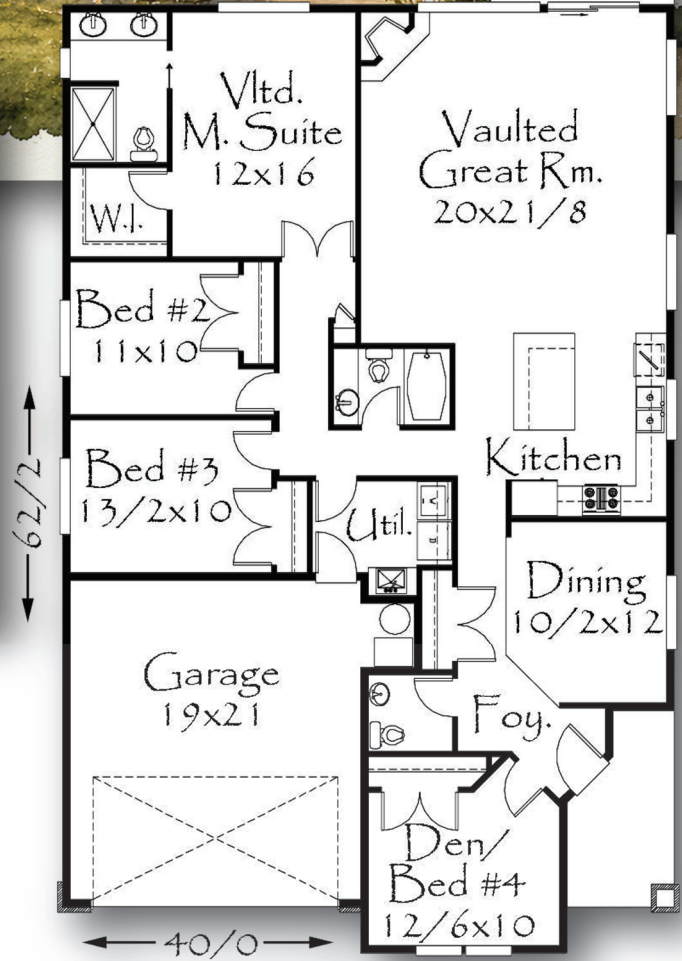 Vltd.
M. Suite
12x16
Vaulted
Great Rm.
20x21/8
W.I.
Bed #2
11x10
Kitchen
Bed #3
13/2x10
Util.
62/2
Dining
10/2x12
Garage
19x21
Foy.
Den/
Bed #4
12/6x10
40/0